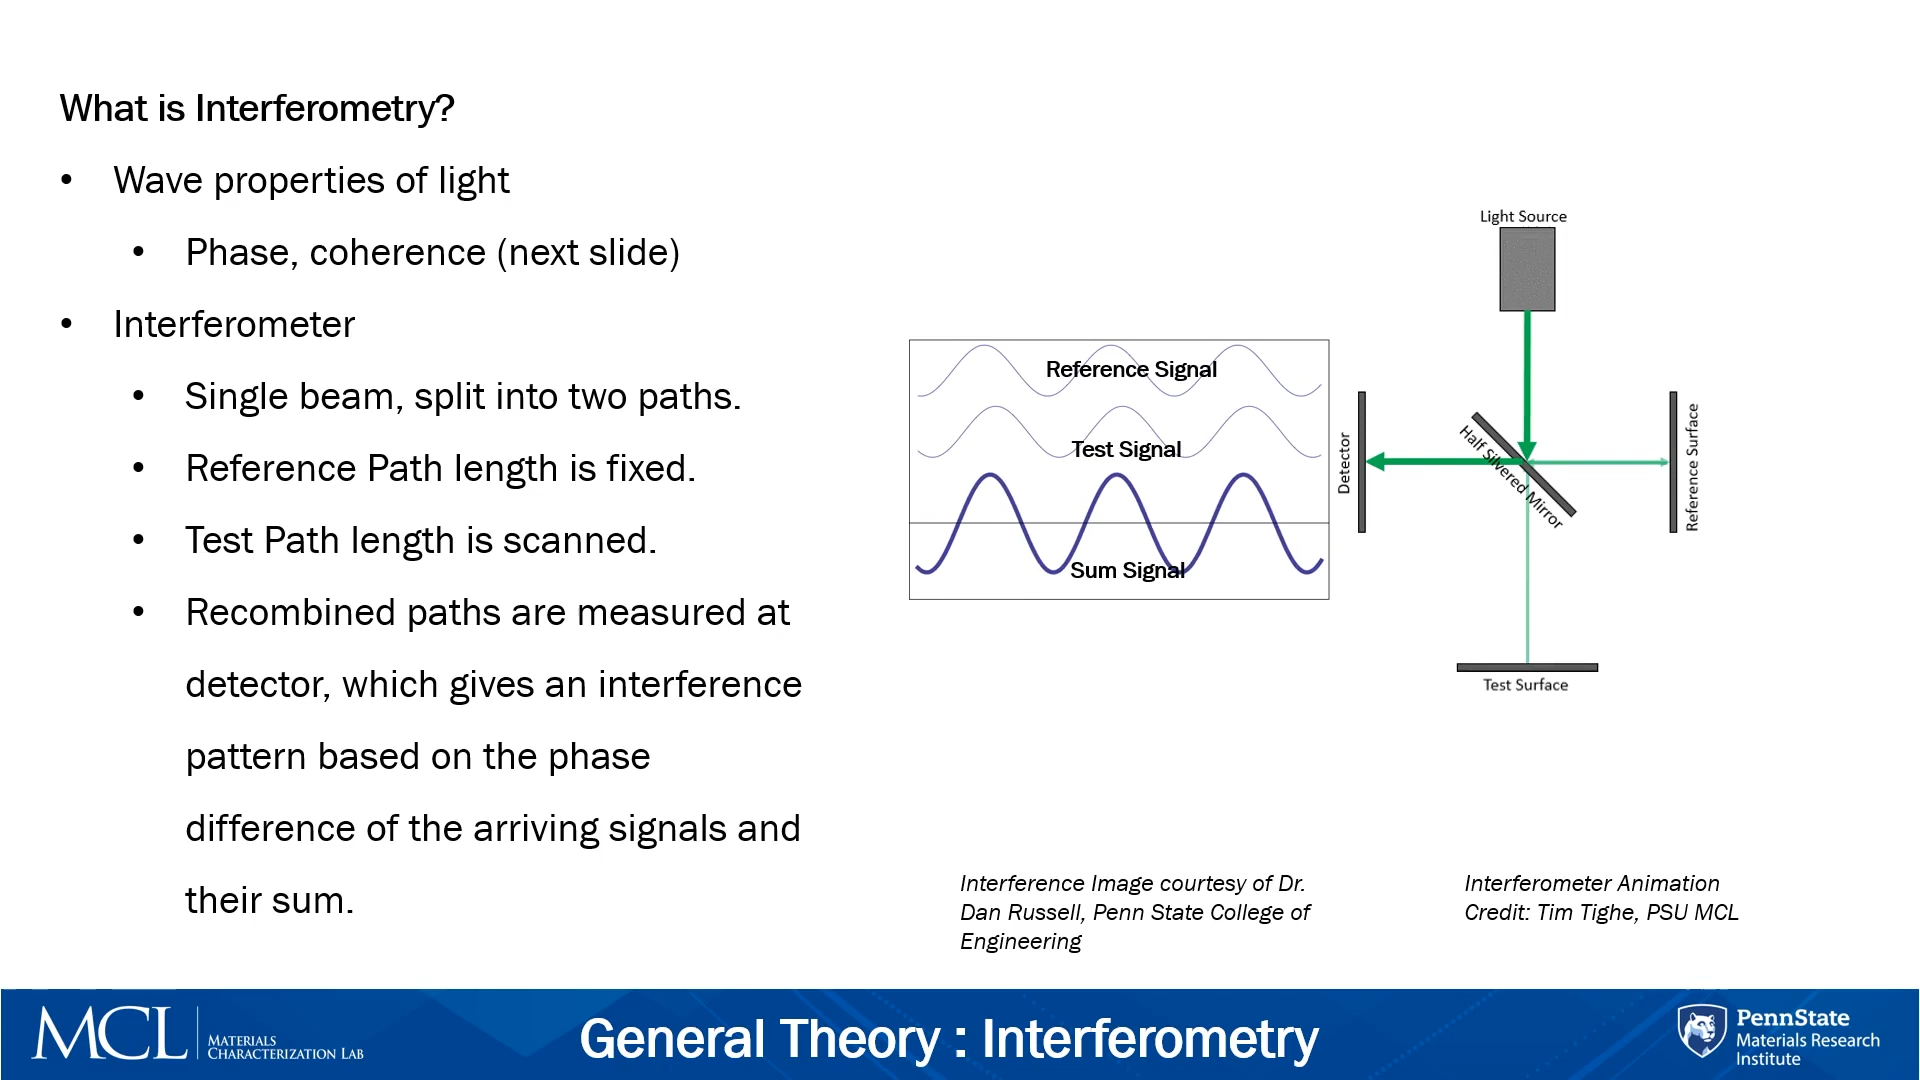 What is Interferometry?
• Wave properties of light
• Phase, coherence (next slide)
• Interferometer
• Single beam, split into two paths.
• Reference Path length is fixed.
• Test Path length is scanned.
• Recombined paths are measured at
detector, which gives an interference
pattern based on the phase
difference of the arriving signals and
their sum.
Reference Signal
Test Signal
Sum Signal
Light Source
Detector
Half Silvered Mirror
Reference Surface
Test Surface
Interference Image courtesy of Dr.
Dan Russell, Penn State College of
Engineering
Interferometer Animation
Credit: Tim Tighe, PSU MCL
MCL
MATERIALS
CHARACTERIZATION LAB
General Theory : Interferometry
PennState
Materials Research
Institute